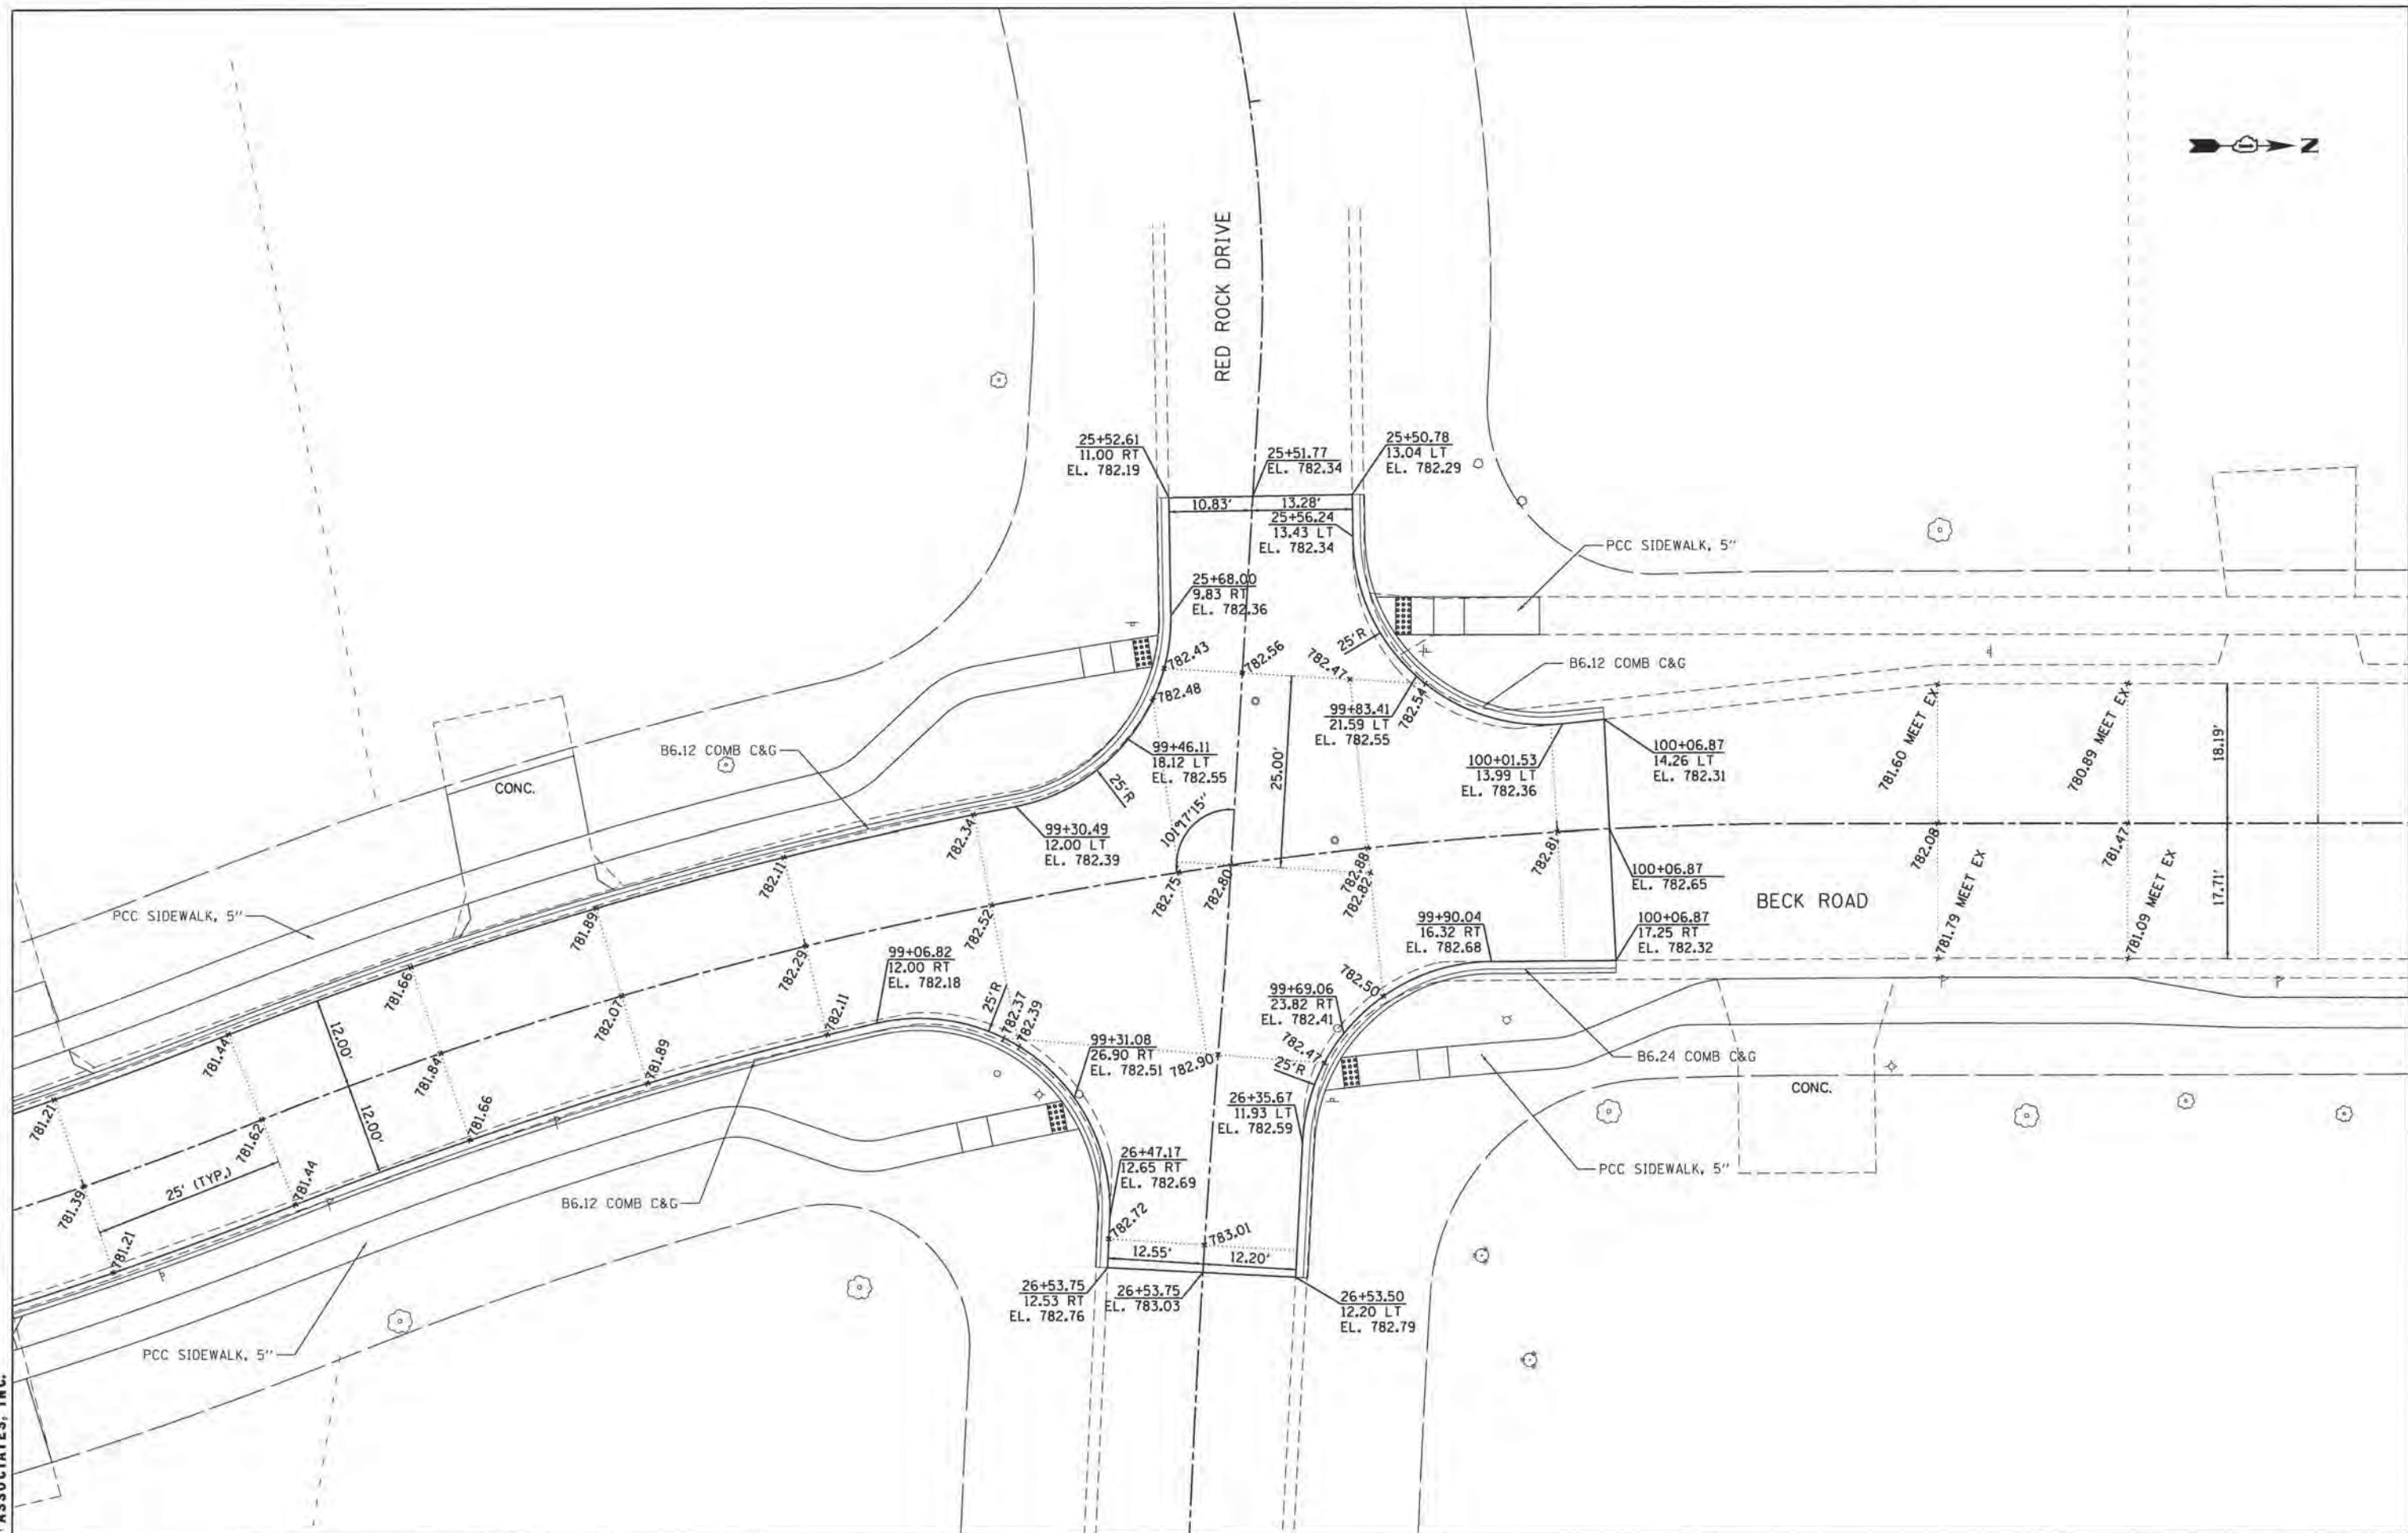 N
RED ROCK DRIVE
25+52.61
11.00 RT
EL. 782.19
25+51.77
EL. 782.34
25+50.78
13.04 LT
EL. 782.29
10.83'
13.28'
25+56.24
13.43 LT
EL. 782.34
PCC SIDEWALK, 5"
25+68.00
9.83 RT
EL. 782.36
25'R
782.43
782.56
782.47
B6.12 COMB C&G
782.48
782.54
99+83.41
21.59 LT
EL. 782.55
781.60 MEET EX
780.89 MEET EX
18.19'
B6.12 COMB C&G
99+46.11
18.12 LT
EL. 782.55
25.00'
100+01.53
13.99 LT
EL. 782.36
100+06.87
14.26 LT
EL. 782.31
CONC.
25'R
101°17'15"
782.34
99+30.49
12.00 LT
EL. 782.39
782.11
782.75
782.80
782.88
782.82
782.81
782.08
781.47
100+06.87
EL. 782.65
BECK ROAD
17.71'
PCC SIDEWALK, 5"
781.89
782.52
99+90.04
16.32 RT
EL. 782.68
100+06.87
17.25 RT
EL. 782.32
781.79 MEET EX
781.09 MEET EX
782.29
99+06.82
12.00 RT
EL. 782.18
781.66
782.07
782.11
25'R
782.37
782.39
782.50
99+69.06
23.82 RT
EL. 782.41
12.00'
781.44
781.84
781.89
99+31.08
26.90 RT
EL. 782.51
782.90
782.47
25'R
B6.24 COMB C&G
CONC.
781.21
781.62
12.00'
781.66
26+35.67
11.93 LT
EL. 782.59
25' (TYP.)
781.44
26+47.17
12.65 RT
EL. 782.69
PCC SIDEWALK, 5"
781.39
B6.12 COMB C&G
781.21
782.72
783.01
12.55'
12.20'
26+53.75
12.53 RT
EL. 782.76
26+53.75
EL. 783.03
26+53.50
12.20 LT
EL. 782.79
PCC SIDEWALK, 5"
ASSOCIATES, INC.